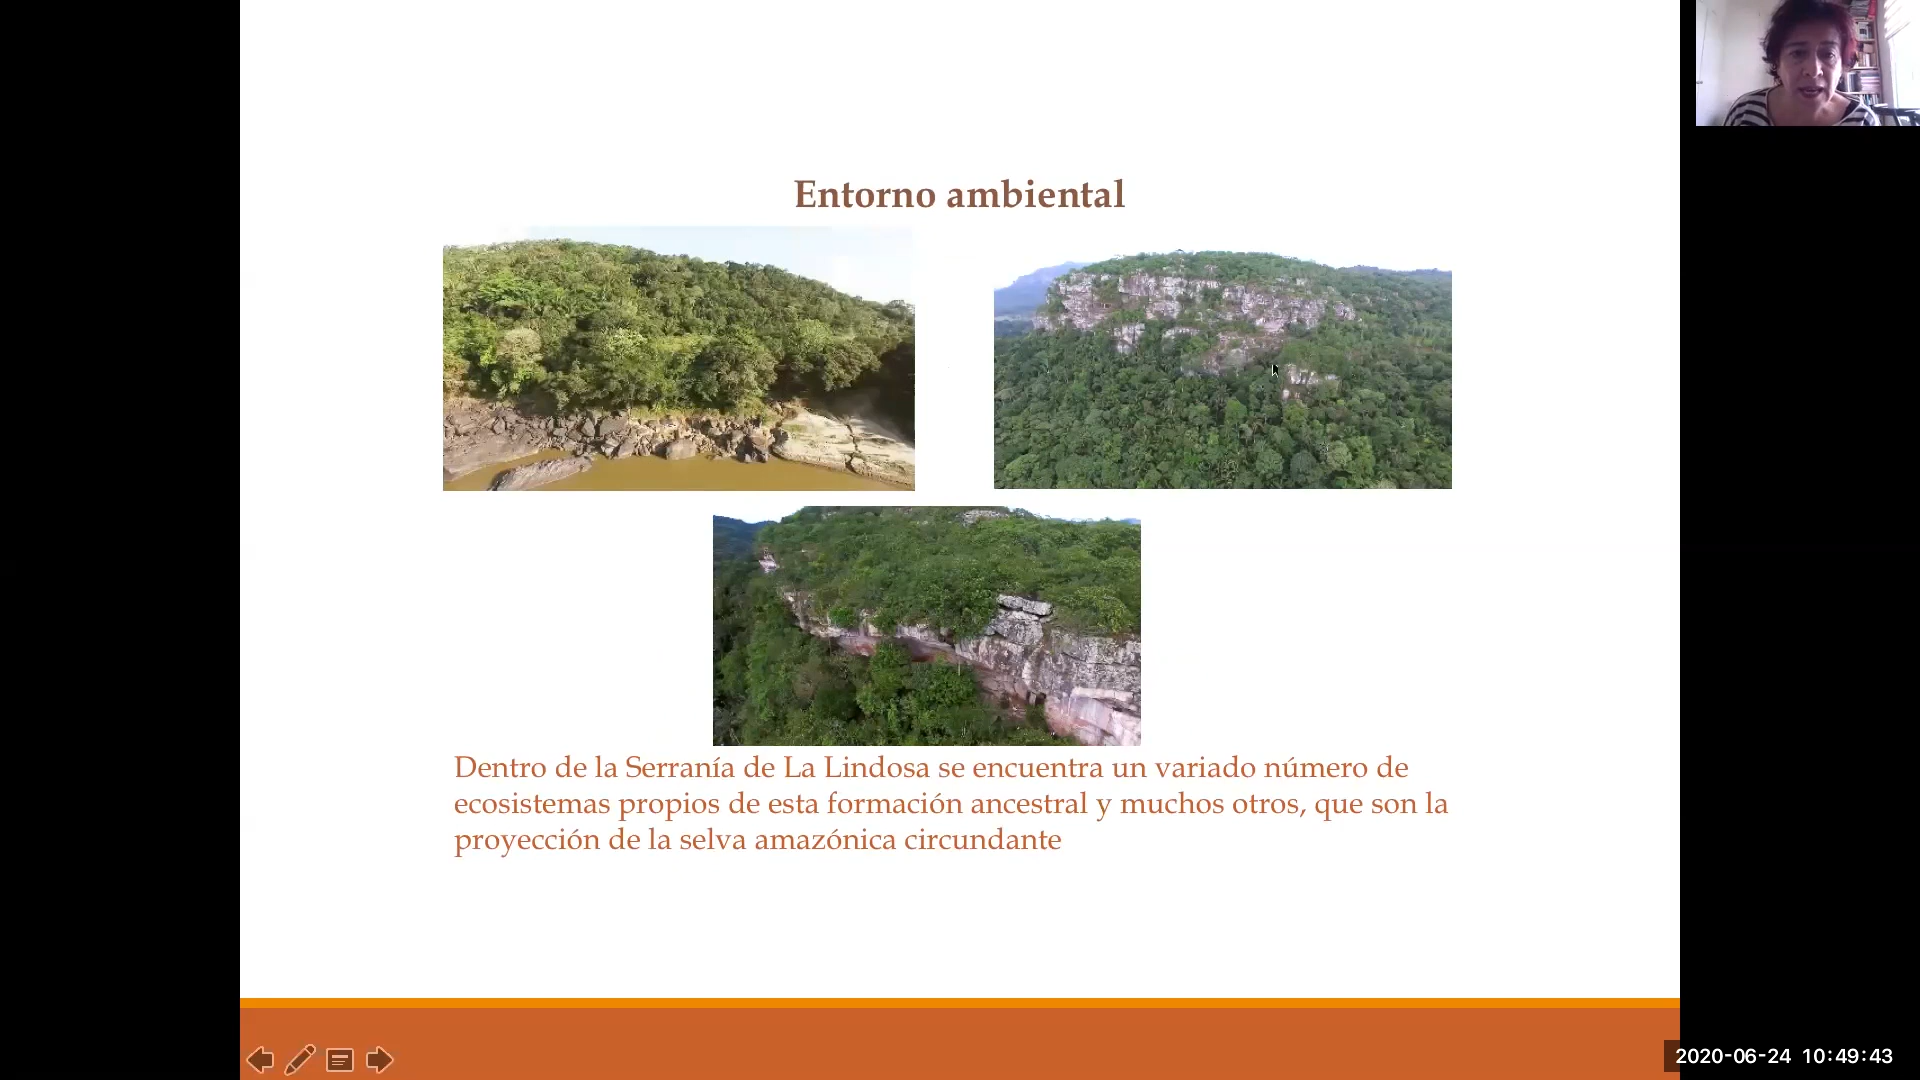 Entorno ambiental
Dentro de la Serranía de La Lindosa se encuentra un variado número de
ecosistemas propios de esta formación ancestral y muchos otros, que son la
proyección de la selva amazónica circundante
2020-06-24 10:49:43